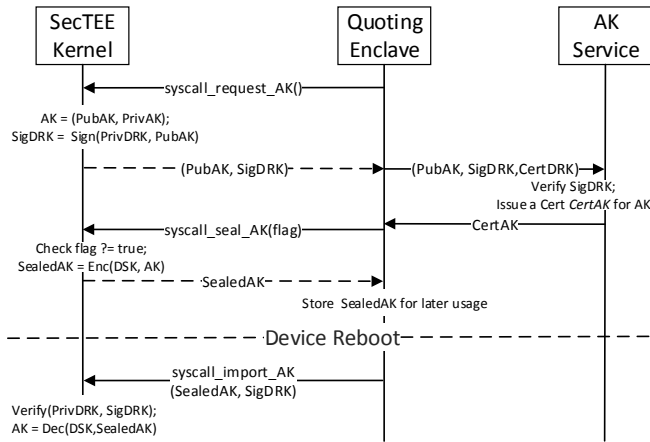 SecTEE
Kernel
Quoting
Enclave
AK
Service
syscall_request_AK()
AK = (PubAK, PrivAK);
SigDRK = Sign(PrivDRK, PubAK)
(PubAK, SigDRK)
(PubAK, SigDRK,CertDRK)
Verify SigDRK;
Issue a Cert CertAK for AK
syscall_seal_AK(flag)
CertAK
Check flag ?= true;
SealedAK = Enc(DSK, AK)
SealedAK
Store SealedAK for later usage
Device Reboot
syscall_import_AK
(SealedAK, SigDRK)
Verify(PrivDRK, SigDRK);
AK = Dec(DSK,SealedAK)